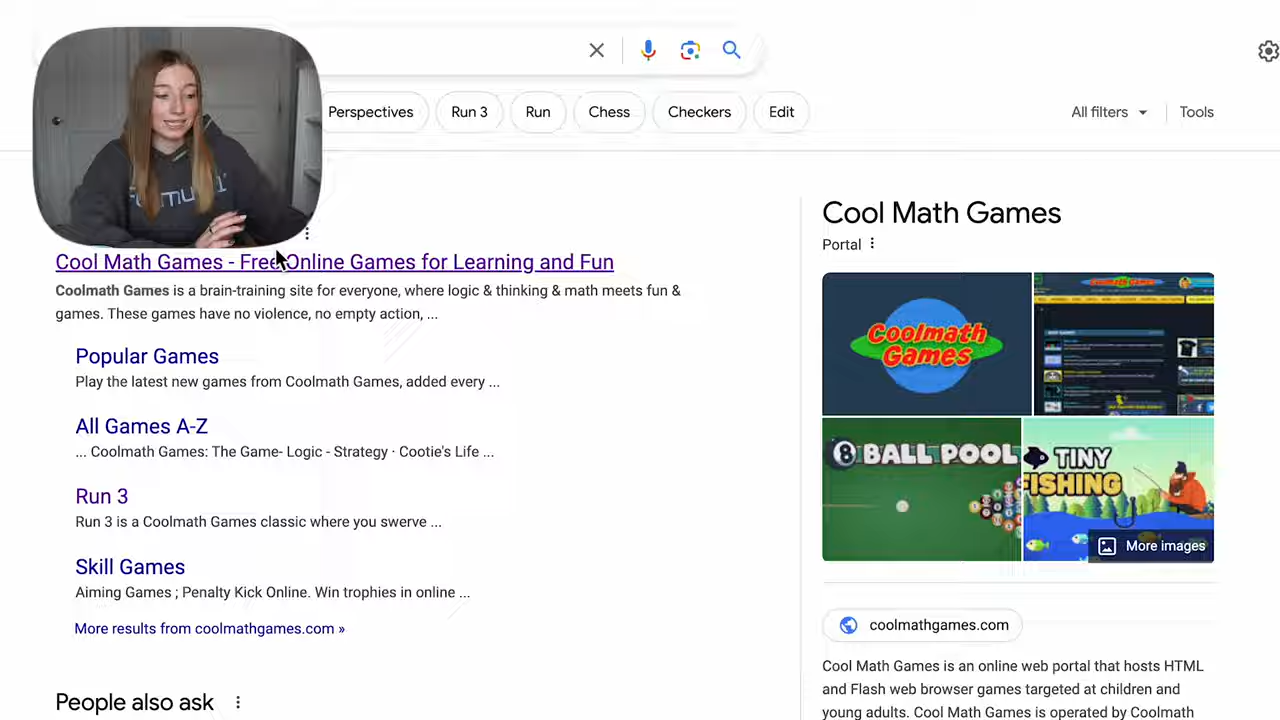 Perspectives
Run 3
Run
Chess
Checkers
Edit
All filters
Tools
Cool Math Games - Free Online Games for Learning and Fun
Coolmath Games is a brain-training site for everyone, where logic & thinking & math meets fun &
games. These games have no violence, no empty action, ...
Popular Games
Play the latest new games from Coolmath Games, added every ...
All Games A-Z
... Coolmath Games: The Game- Logic - Strategy · Cootie's Life ...
Run 3
Run 3 is a Coolmath Games classic where you swerve ...
Skill Games
Aiming Games ; Penalty Kick Online. Win trophies in online ...
More results from coolmathgames.com »
People also ask
Cool Math Games
Portal
Coolmath
Games
8 BALL POOL
TINY
FISHING
More images
coolmathgames.com
Cool Math Games is an online web portal that hosts HTML
and Flash web browser games targeted at children and
young adults. Cool Math Games is operated by Coolmath